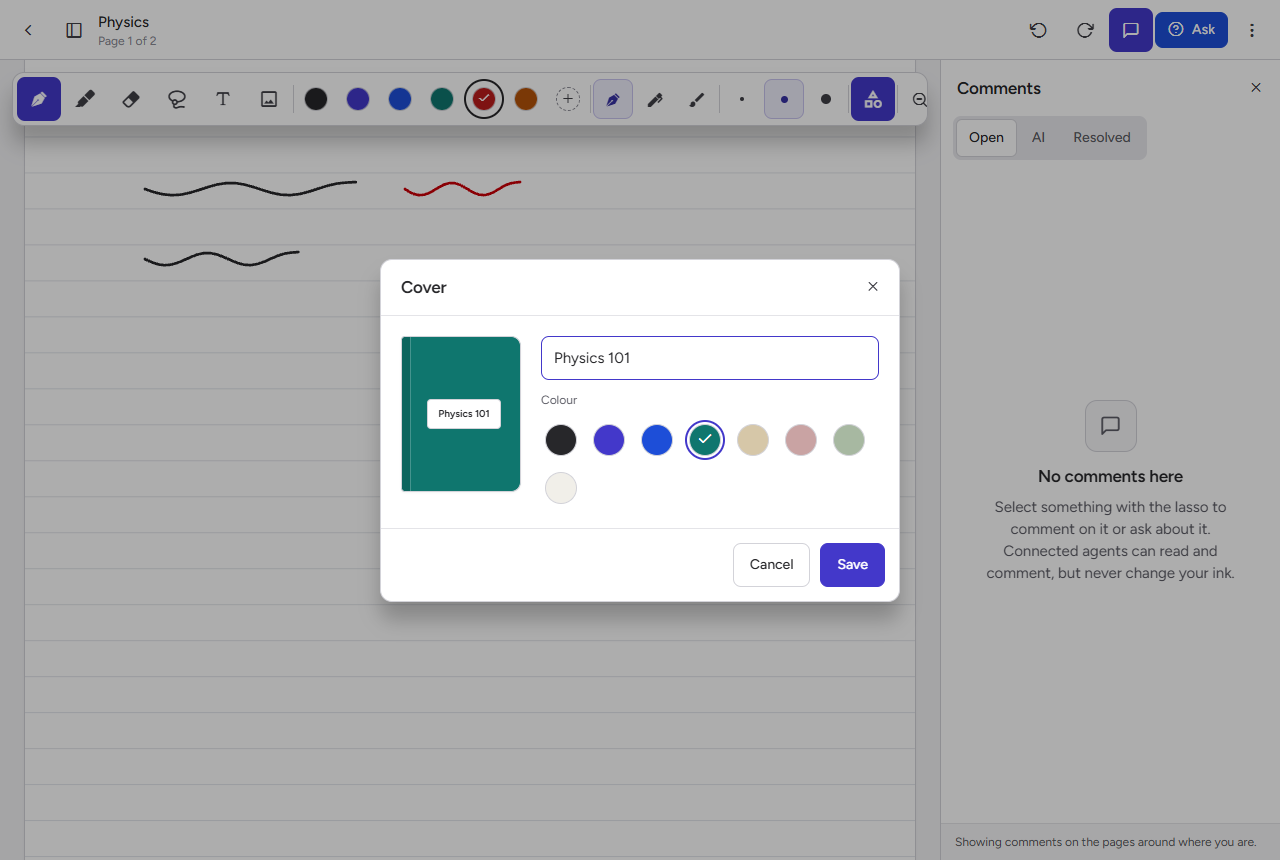 Physics
Page 1 of 2
Ask
T
Comments
Open
AI
Resolved
Cover
Physics 101
Physics 101
Colour
Cancel
Save
No comments here
Select something with the lasso to
comment on it or ask about it.
Connected agents can read and
comment, but never change your ink.
Showing comments on the pages around where you are.